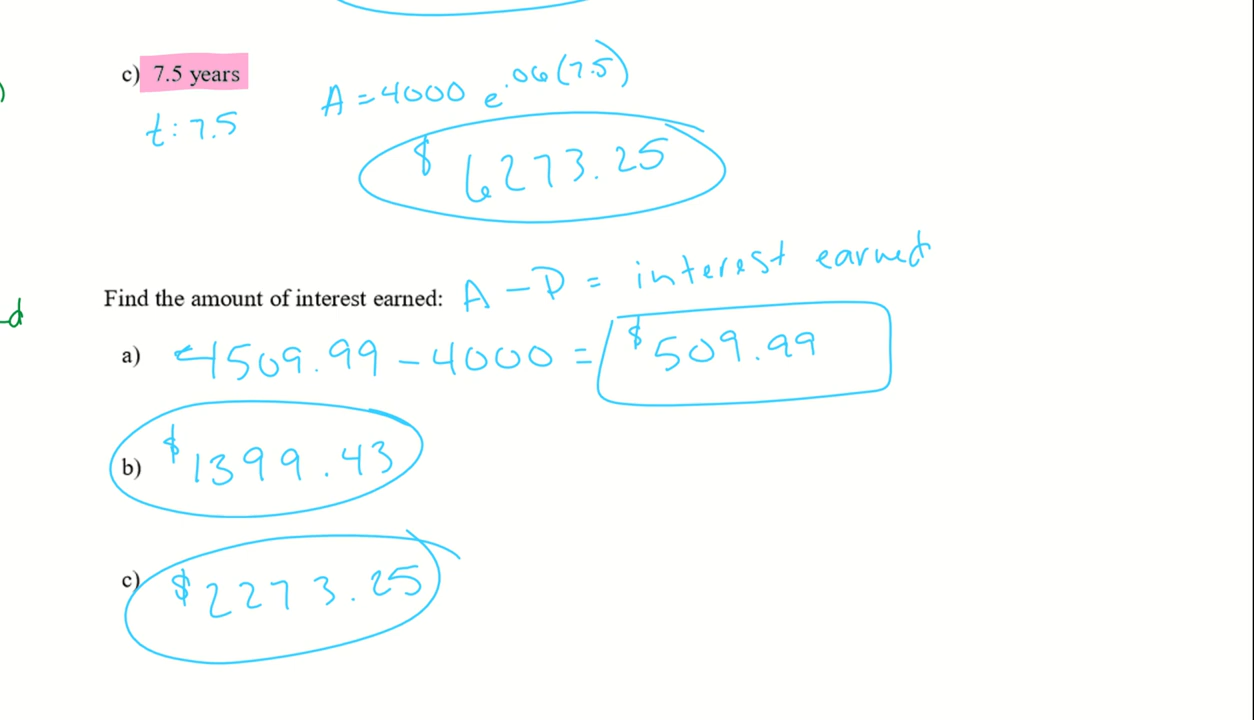 c) 7.5 years
A = 4000 e^.06(7.5)
t: 7.5
$ 6273.25
A - P = interest earned
Find the amount of interest earned:
a) 4509.99 - 4000 = $509.99
b) $1399.43
c) $2273.25